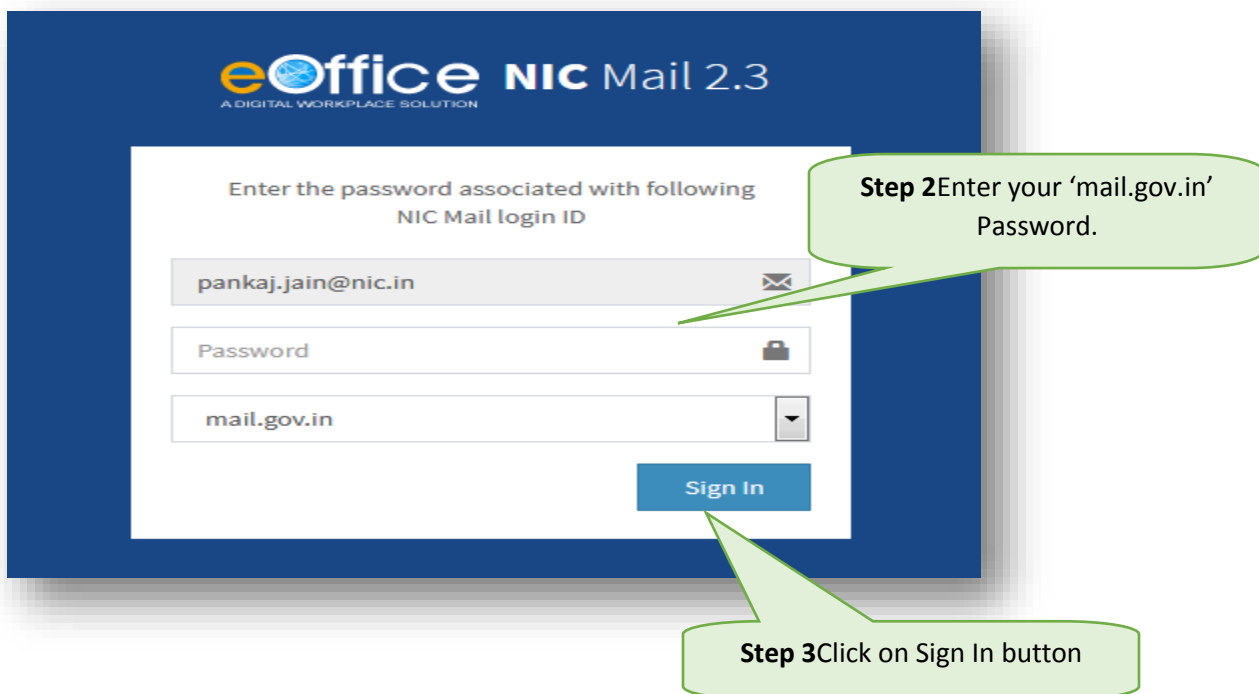 eOffice NIC Mail 2.3
A DIGITAL WORKPLACE SOLUTION
Enter the password associated with following
NIC Mail login ID
pankaj.jain@nic.in
Password
mail.gov.in
Sign In
Step 2Enter your ‘mail.gov.in’
Password.
Step 3Click on Sign In button